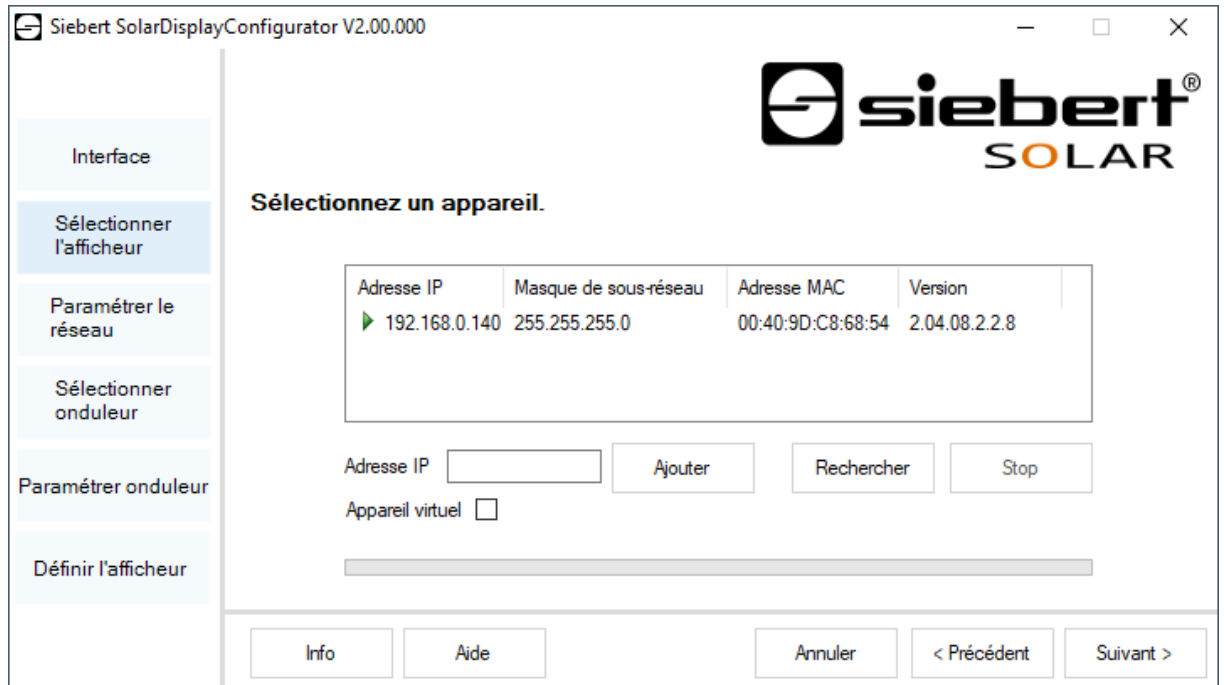 Siebert SolarDisplayConfigurator V2.00.000
siebert®
SOLAR
Interface
Sélectionner
l'afficheur
Paramétrer le
réseau
Sélectionner
onduleur
Paramétrer onduleur
Définir l'afficheur
Sélectionnez un appareil.
Adresse IP Masque de sous-réseau Adresse MAC Version
192.168.0.140 255.255.255.0 00:40:9D:C8:68:54 2.04.08.2.2.8
Adresse IP Ajouter Rechercher Stop
Appareil virtuel
Info Aide Annuler < Précédent Suivant >